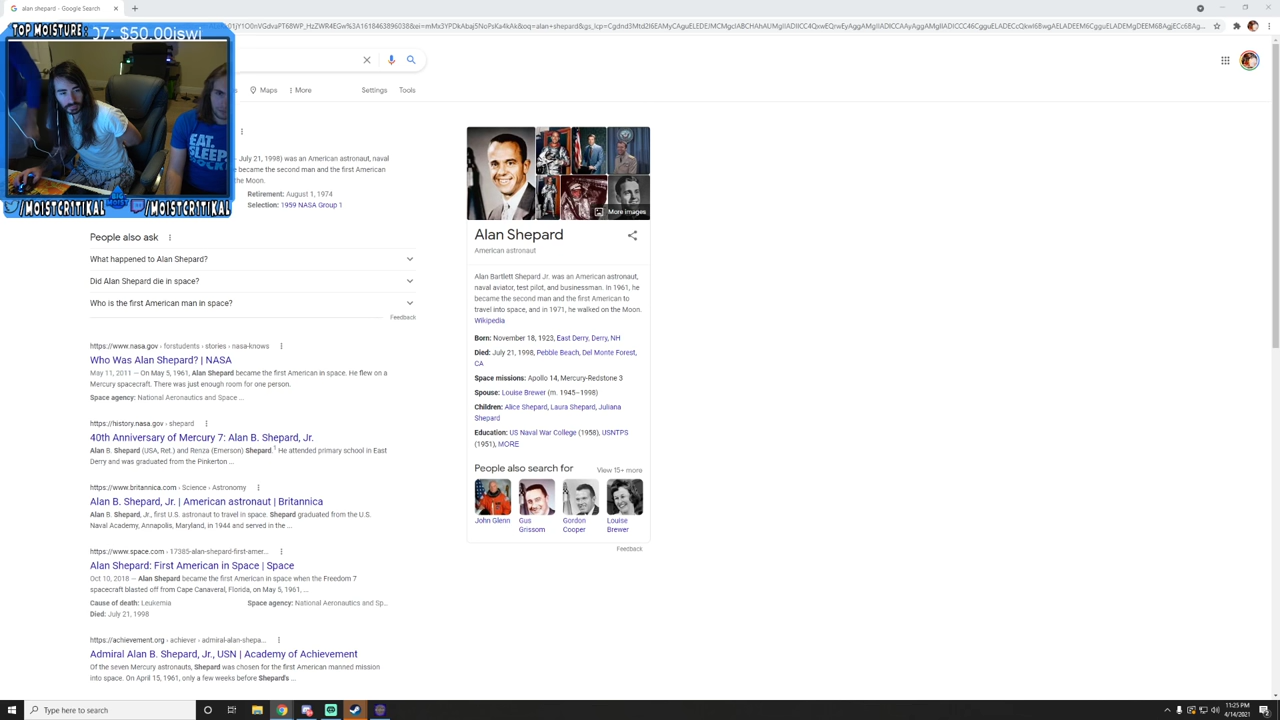 alan shepard - Google Search
TOP MOISTURE:
07: $50.00iswi
Maps
More
Settings
Tools
July 21, 1998) was an American astronaut, naval
became the second man and the first American
the Moon.
Retirement: August 1, 1974
Selection: 1959 NASA Group 1
EAT,
SLEEP
BIG
MOIST
/MOISTCRITIKAL
/MOISTCRITIKAL
People also ask
What happened to Alan Shepard?
Did Alan Shepard die in space?
Who is the first American man in space?
Feedback
https://www.nasa.gov › forstudents › stories › nasa-knows
Who Was Alan Shepard? | NASA
May 11, 2011 — On May 5, 1961, Alan Shepard became the first American in space. He flew on a
Mercury spacecraft. There was just enough room for one person.
Space agency: National Aeronautics and Space ...
https://history.nasa.gov › shepard
40th Anniversary of Mercury 7: Alan B. Shepard, Jr.
Alan B. Shepard (USA, Ret.) and Renza (Emerson) Shepard.1 He attended primary school in East
Derry and was graduated from the Pinkerton ...
https://www.britannica.com › Science › Astronomy
Alan B. Shepard, Jr. | American astronaut | Britannica
Alan B. Shepard, Jr., first U.S. astronaut to travel in space. Shepard graduated from the U.S.
Naval Academy, Annapolis, Maryland, in 1944 and served in the ...
https://www.space.com › 17385-alan-shepard-first-amer...
Alan Shepard: First American in Space | Space
Oct 10, 2018 — Alan Shepard became the first American in space when the Freedom 7
spacecraft blasted off from Cape Canaveral, Florida, on May 5, 1961, ...
Cause of death: Leukemia
Space agency: National Aeronautics and Sp...
Died: July 21, 1998
https://achievement.org › achiever › admiral-alan-shepa...
Admiral Alan B. Shepard, Jr., USN | Academy of Achievement
Of the seven Mercury astronauts, Shepard was chosen for the first American manned mission
into space. On April 15, 1961, only a few weeks before Shepard's ...
More images
Alan Shepard
American astronaut
Alan Bartlett Shepard Jr. was an American astronaut,
naval aviator, test pilot, and businessman. In 1961, he
became the second man and the first American to
travel into space, and in 1971, he walked on the Moon.
Wikipedia
Born: November 18, 1923, East Derry, Derry, NH
Died: July 21, 1998, Pebble Beach, Del Monte Forest,
CA
Space missions: Apollo 14, Mercury-Redstone 3
Spouse: Louise Brewer (m. 1945–1998)
Children: Alice Shepard, Laura Shepard, Juliana
Shepard
Education: US Naval War College (1958), USNTPS
(1951), MORE
People also search for
View 15+ more
John Glenn
Gus
Grissom
Gordon
Cooper
Louise
Brewer
Feedback
Type here to search
11:25 PM
4/14/2021